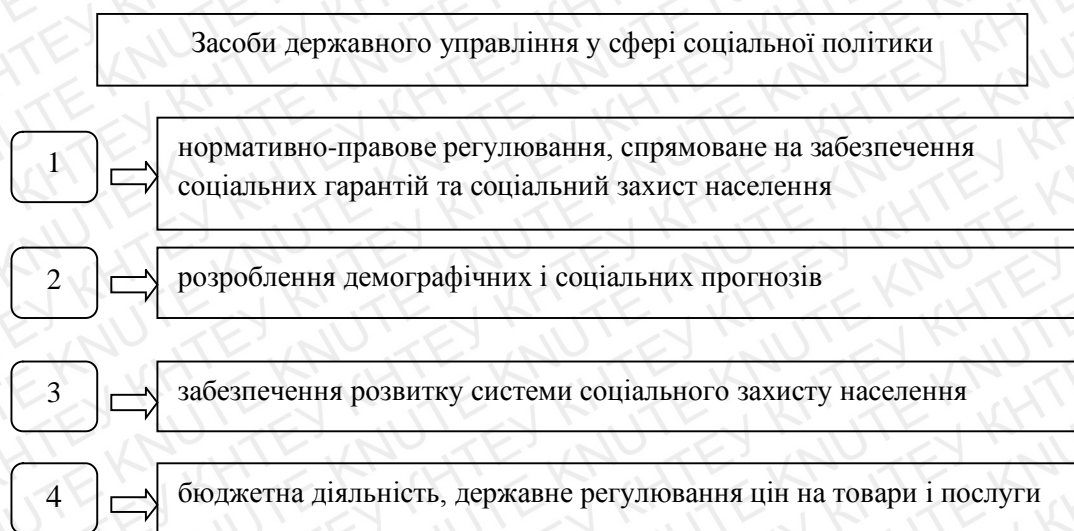 Засоби державного управління у сфері соціальної політики
1
нормативно-правове регулювання, спрямоване на забезпечення
соціальних гарантій та соціальний захист населення
2
розроблення демографічних і соціальних прогнозів
3
забезпечення розвитку системи соціального захисту населення
4
бюджетна діяльність, державне регулювання цін на товари і послуги